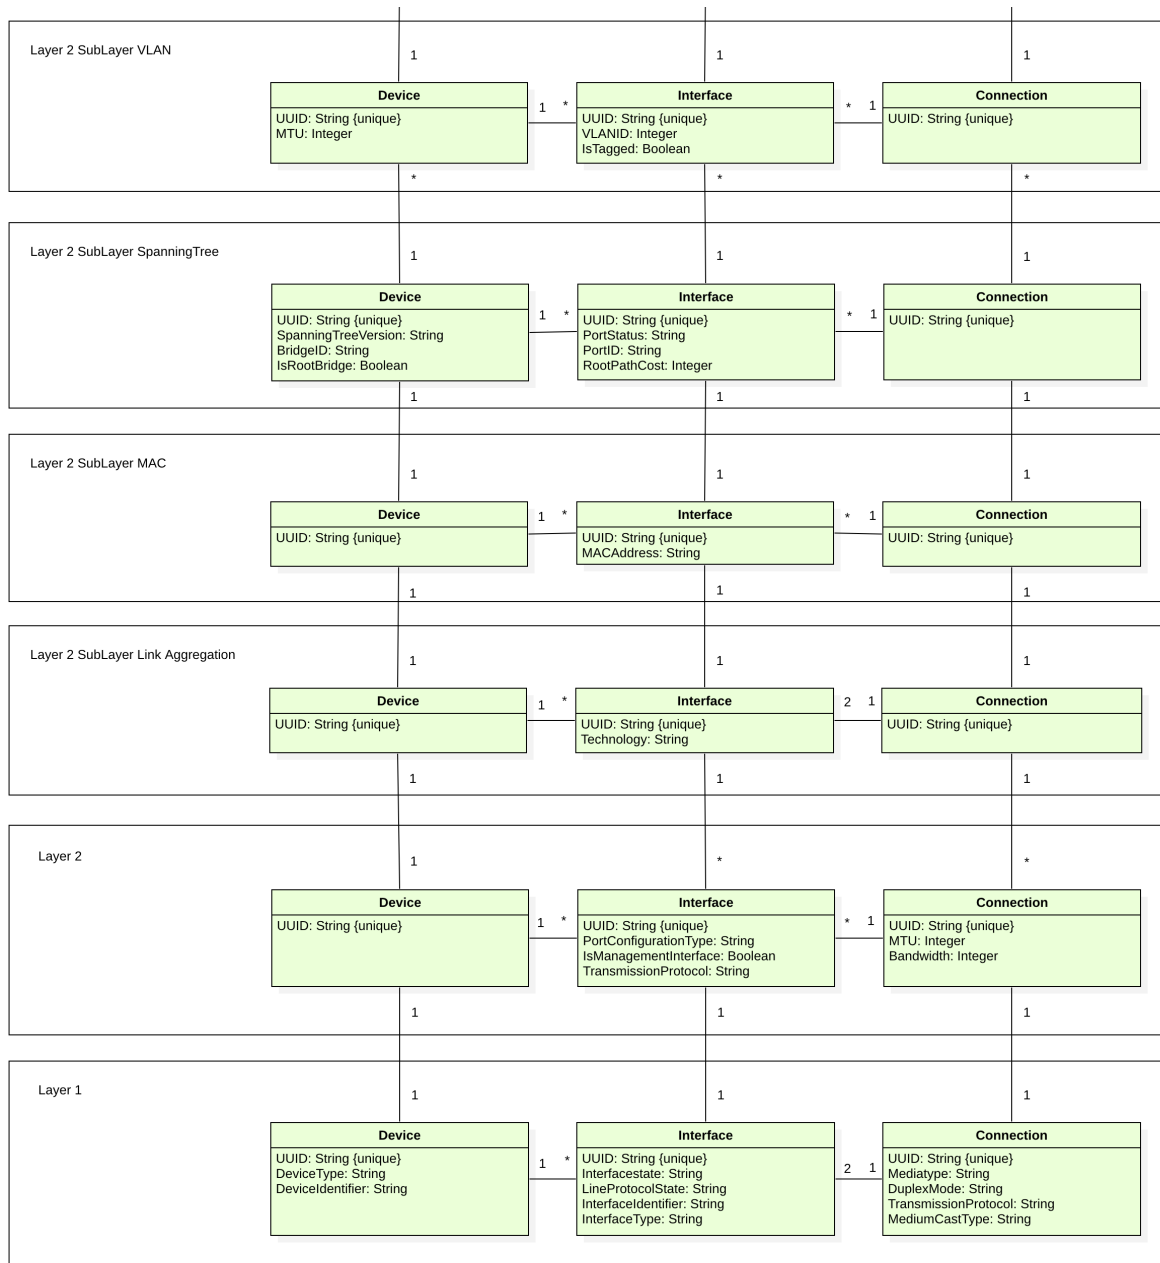 Layer 2 SubLayer VLAN
1 1 1
Device
UUID: String {unique}
MTU: Integer
1 *
Interface
UUID: String {unique}
VLANID: Integer
IsTagged: Boolean
* 1
Connection
UUID: String {unique}
* * *
Layer 2 SubLayer SpanningTree
1 1 1
Device
UUID: String {unique}
SpanningTreeVersion: String
BridgeID: String
IsRootBridge: Boolean
1 *
Interface
UUID: String {unique}
PortStatus: String
PortID: String
RootPathCost: Integer
* 1
Connection
UUID: String {unique}
1 1 1
Layer 2 SubLayer MAC
1 1 1
Device
UUID: String {unique}
1 *
Interface
UUID: String {unique}
MACAddress: String
* 1
Connection
UUID: String {unique}
1 1 1
Layer 2 SubLayer Link Aggregation
1 1 1
Device
UUID: String {unique}
1 *
Interface
UUID: String {unique}
Technology: String
2 1
Connection
UUID: String {unique}
1 1 1
Layer 2
1 * *
Device
UUID: String {unique}
1 *
Interface
UUID: String {unique}
PortConfigurationType: String
IsManagementInterface: Boolean
TransmissionProtocol: String
* 1
Connection
UUID: String {unique}
MTU: Integer
Bandwidth: Integer
1 1 1
Layer 1
1 1 1
Device
UUID: String {unique}
DeviceType: String
DeviceIdentifier: String
1 *
Interface
UUID: String {unique}
Interfacestate: String
LineProtocolState: String
InterfaceIdentifier: String
InterfaceType: String
2 1
Connection
UUID: String {unique}
Mediatype: String
DuplexMode: String
TransmissionProtocol: String
MediumCastType: String